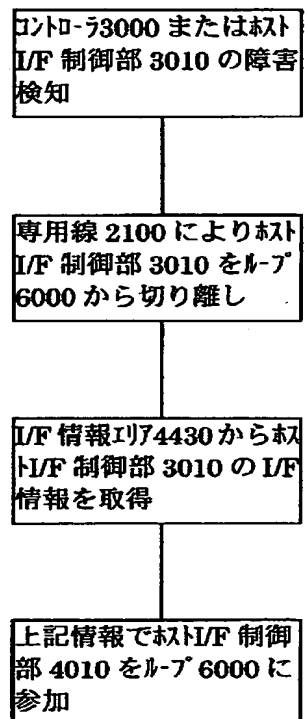 ｺﾝﾄﾛｰﾗ3000 またはﾎｽﾄ
I/F 制御部 3010 の障害
検知
専用線 2100 によりﾎｽﾄ
I/F 制御部 3010 をﾙｰﾌﾟ
6000 から切り離し
I/F 情報ｴﾘｱ4430 からﾎｽ
ﾄI/F 制御部 3010 の I/F
情報を取得
上記情報でﾎｽﾄI/F 制御
部 4010 をﾙｰﾌﾟ 6000 に
参加